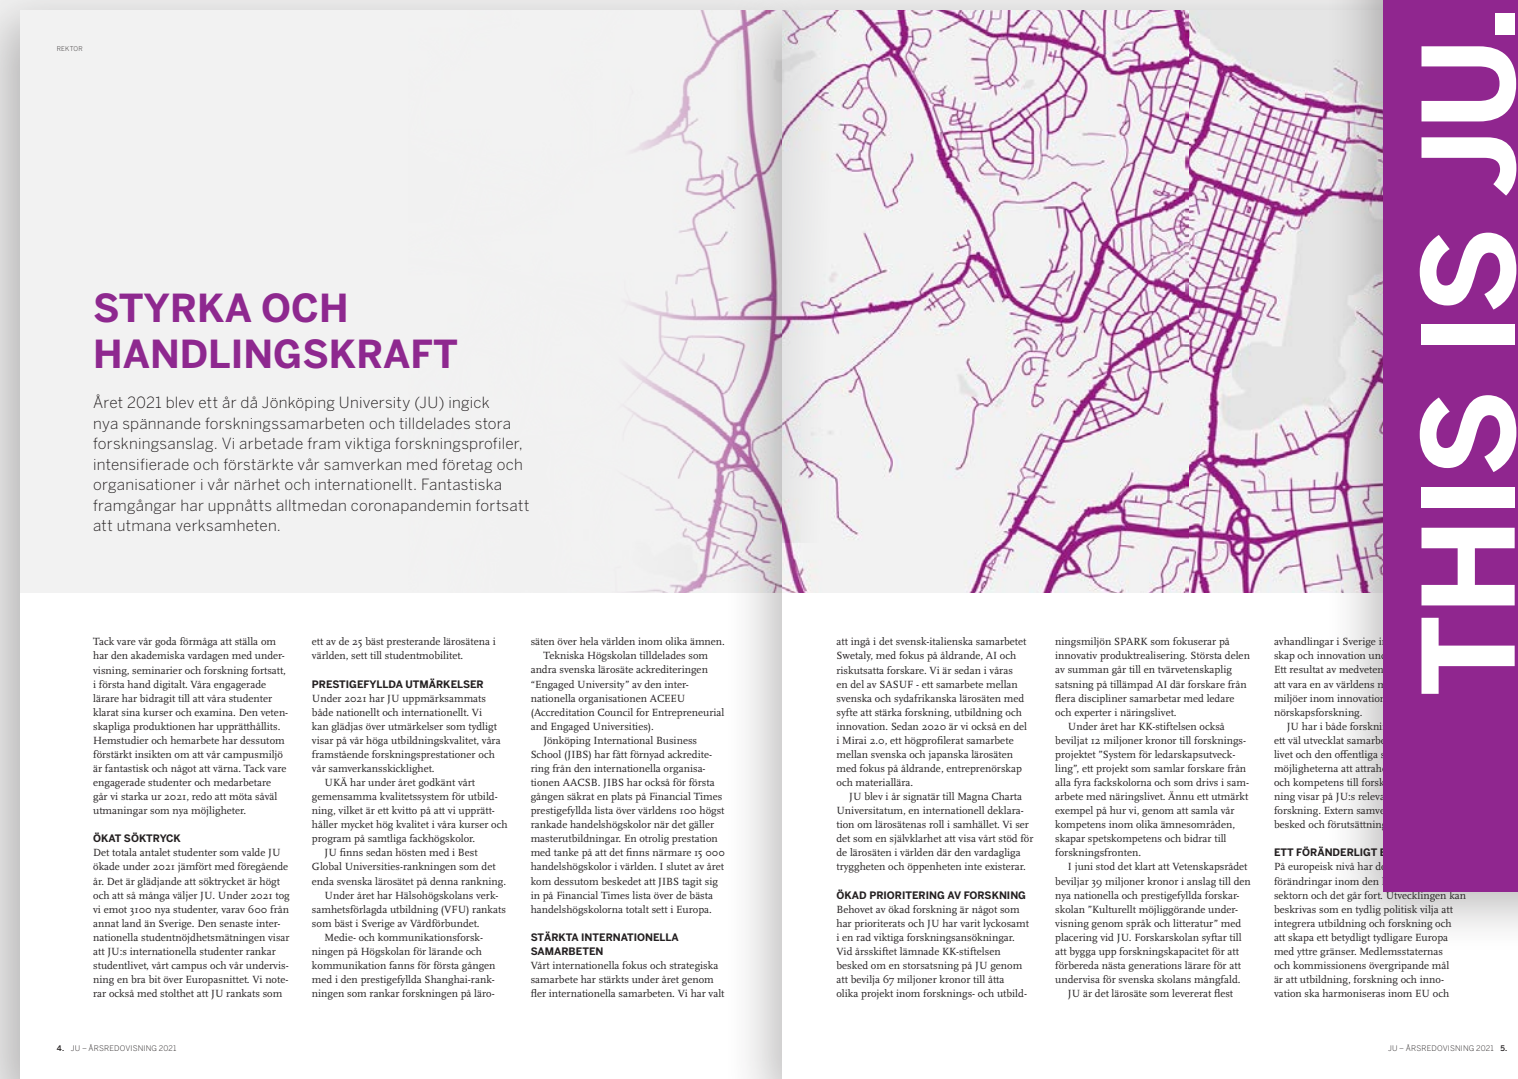 REKTOR
STYRKA OCH
HANDLINGSKRAFT
Året 2021 blev ett år då Jönköping University (JU) ingick
nya spännande forskningssamarbeten och tilldelades stora
forskningsanslag. Vi arbetade fram viktiga forskningsprofiler,
intensifierade och förstärkte vår samverkan med företag och
organisationer i vår närhet och internationellt. Fantastiska
framgångar har uppnåtts alltmedan coronapandemin fortsatt
att utmana verksamheten.
Tack vare vår goda förmåga att ställa om
har den akademiska vardagen med under-
visning, seminarier och forskning fortsatt,
i första hand digitalt. Våra engagerade
lärare har bidragit till att våra studenter
klarat sina kurser och examina. Den veten-
skapliga produktionen har upprätthållits.
Hemstudier och hemarbete har dessutom
förstärkt insikten om att vår campusmiljö
är fantastisk och något att värna. Tack vare
engagerade studenter och medarbetare
går vi starka ur 2021, redo att möta såväl
utmaningar som nya möjligheter.
ÖKAT SÖKTRYCK
Det totala antalet studenter som valde JU
ökade under 2021 jämfört med föregående
år. Det är glädjande att söktrycket är högt
och att så många väljer JU. Under 2021 tog
vi emot 3100 nya studenter, varav 600 från
annat land än Sverige. Den senaste inter-
nationella studentnöjdhetsmätningen visar
att JU:s internationella studenter rankar
studentlivet, vårt campus och vår undervis-
ning en bra bit över Europasnittet. Vi note-
rar också med stolthet att JU rankats som
ett av de 25 bäst presterande lärosätena i
världen, sett till studentmobilitet.
PRESTIGEFYLLDA UTMÄRKELSER
Under 2021 har JU uppmärksammats
både nationellt och internationellt. Vi
kan glädjas över utmärkelser som tydligt
visar på vår höga utbildningskvalitet, våra
framstående forskningsprestationer och
vår samverkansskicklighet.
UKÄ har under året godkänt vårt
gemensamma kvalitetssystem för utbild-
ning, vilket är ett kvitto på att vi upprätt-
håller mycket hög kvalitet i våra kurser och
program på samtliga fackhögskolor.
JU finns sedan hösten med i Best
Global Universities-rankningen som det
enda svenska lärosätet på denna rankning.
Under året har Hälsohögskolans verk-
samhetsförlagda utbildning (VFU) rankats
som bäst i Sverige av Vårdförbundet.
Medie- och kommunikationsforsk-
ningen på Högskolan för lärande och
kommunikation fanns för första gången
med i den prestigefyllda Shanghai-rank-
ningen som rankar forskningen på läro-
säten över hela världen inom olika ämnen.
Tekniska Högskolan tilldelades som
andra svenska lärosäte ackrediteringen
“Engaged University” av den inter-
nationella organisationen ACEEU
(Accreditation Council for Entrepreneurial
and Engaged Universities).
Jönköping International Business
School (JIBS) har fått förnyad ackredite-
ring från den internationella organisa-
tionen AACSB. JIBS har också för första
gången säkrat en plats på Financial Times
prestigefyllda lista över världens 100 högst
rankade handelshögskolor när det gäller
masterutbildningar. En otrolig prestation
med tanke på att det finns närmare 15 000
handelshögskolor i världen. I slutet av året
kom dessutom beskedet att JIBS tagit sig
in på Financial Times lista över de bästa
handelshögskolorna totalt sett i Europa.
STÄRKTA INTERNATIONELLA
SAMARBETEN
Vårt internationella fokus och strategiska
samarbete har stärkts under året genom
fler internationella samarbeten. Vi har valt
att ingå i det svensk-italienska samarbetet
Swetaly, med fokus på åldrande, AI och
riskutsatta forskare. Vi är sedan i våras
en del av SASUF - ett samarbete mellan
svenska och sydafrikanska lärosäten med
syfte att stärka forskning, utbildning och
innovation. Sedan 2020 är vi också en del
i Mirai 2.0, ett högprofilerat samarbete
mellan svenska och japanska lärosäten
med fokus på åldrande, entreprenörskap
och materiallära.
JU blev i år signatär till Magna Charta
Universitatum, en internationell deklara-
tion om lärosätenas roll i samhället. Vi ser
det som en självklarhet att visa vårt stöd för
de lärosäten i världen där den vardagliga
tryggheten och öppenheten inte existerar.
ÖKAD PRIORITERING AV FORSKNING
Behovet av ökad forskning är något som
har prioriterats och JU har varit lyckosamt
i en rad viktiga forskningsansökningar.
Vid årsskiftet lämnade KK-stiftelsen
besked om en storsatsning på JU genom
att bevilja 67 miljoner kronor till åtta
olika projekt inom forsknings- och utbild-
ningsmiljön SPARK som fokuserar på
innovativ produktrealisering. Största delen
av summan går till en tvärvetenskaplig
satsning på tillämpad AI där forskare från
flera discipliner samarbetar med ledare
och experter i näringslivet.
Under året har KK-stiftelsen också
beviljat 12 miljoner kronor till forsknings-
projektet ”System för ledarskapsutveck-
ling”, ett projekt som samlar forskare från
alla fyra fackskolorna och som drivs i sam-
arbete med näringslivet. Ännu ett utmärkt
exempel på hur vi, genom att samla vår
kompetens inom olika ämnesområden,
skapar spetskompetens och bidrar till
forskningsfronten.
I juni stod det klart att Vetenskapsrådet
beviljar 39 miljoner kronor i anslag till den
nya nationella och prestigefyllda forskar-
skolan ”Kulturellt möjliggörande under-
visning genom språk och litteratur” med
placering vid JU. Forskarskolan syftar till
att bygga upp forskningskapacitet för att
förbereda nästa generations lärare för att
undervisa för svenska skolans mångfald.
JU är det lärosäte som levererat flest
avhandlingar i Sverige
skap och innovation
Ett resultat av
att vara en av världens
miljöer inom
nörskapsforskning.
JU har i både
ett väl utvecklat
livet och den offentliga
möjligheterna att
och kompetens till
ning visar på JU:s
forskning. Extern
besked och
ETT FÖRÄNDERLIGT
På europeisk nivå har
förändringar inom den
sektorn och det går fort. Utvecklingen kan
beskrivas som en tydlig politisk vilja att
integrera utbildning och forskning och
att skapa ett betydligt tydligare Europa
med yttre gränser. Medlemsstaternas
och kommissionens övergripande mål
är att utbildning, forskning och inno-
vation ska harmoniseras inom EU och
THIS IS JU.
4. JU – ÅRSREDOVISNING 2021
JU – ÅRSREDOVISNING 2021 5.